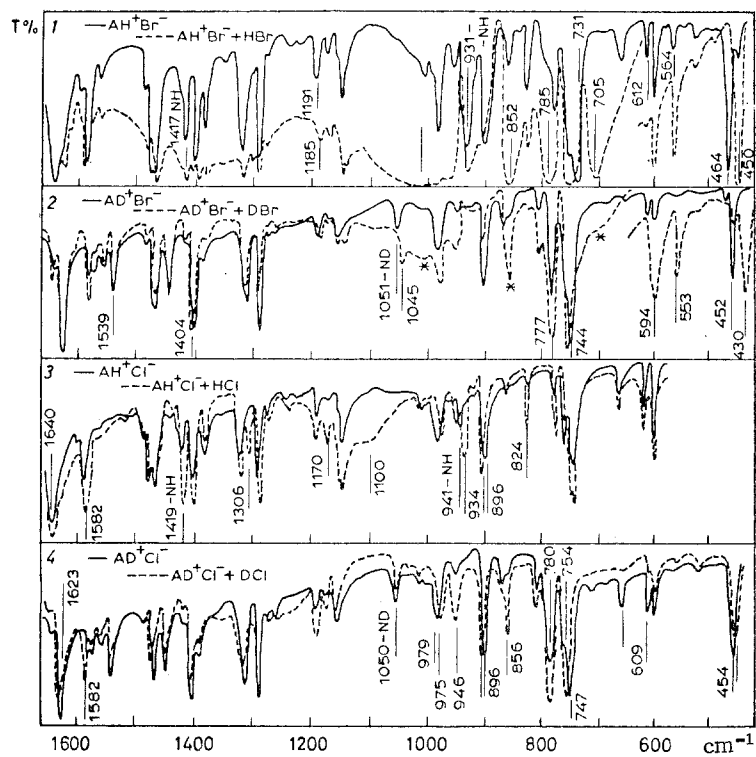 T%
1 — AH⁺Br⁻
--- AH⁺Br⁻+HBr
1417 NH
1191
1185
931-
-NH
852
785
731
705
612
564
464
450
2 — AD⁺Br⁻
--- AD⁺Br⁻+DBr
1539
1404
1051-ND
1045
*
*
777
744
*
594
553
452
430
3 — AH⁺Cl⁻
--- AH⁺Cl⁻+HCl
1640
1582
1419-NH
1306
1170
1100
941-NH
934
896
824
4 — AD⁺Cl⁻
--- AD⁺Cl⁻+DCl
1623
1582
1050-ND
979
975
946
896
856
780
754
747
609
454
1600 1400 1200 1000 800 600 cm⁻¹